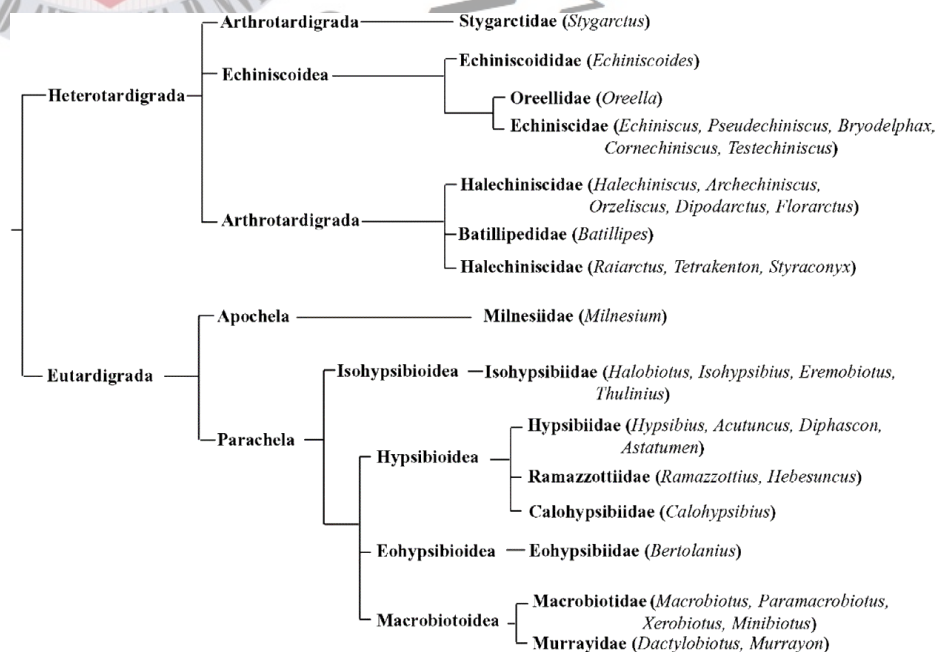 Arthrotardigrada
Stygarctidae (Stygarctus)
Echiniscoididae (Echiniscoides)
Echiniscoidea
Oreellidae (Oreella)
Heterotardigrada
Echiniscidae (Echiniscus, Pseudechiniscus, Bryodelphax,
Cornechiniscus, Testechiniscus)
Halechiniscidae (Halechiniscus, Archechiniscus,
Orzeliscus, Dipodarctus, Florarctus)
Arthrotardigrada
Batillipedidae (Batillipes)
Halechiniscidae (Raiarctus, Tetrakenton, Styraconyx)
Apochela
Milnesiidae (Milnesium)
Eutardigrada
Isohypsibioidea
Isohypsibiidae (Halobiotus, Isohypsibius, Eremobiotus,
Thulinius)
Parachela
Hypsibiidae (Hypsibius, Acutuncus, Diphascon,
Astatumen)
Hypsibioidea
Ramazzottiidae (Ramazzottius, Hebesuncus)
Calohypsibiidae (Calohypsibius)
Eohypsibioidea
Eohypsibiidae (Bertolanius)
Macrobiotidae (Macrobiotus, Paramacrobiotus,
Xerobiotus, Minibiotus)
Macrobiotoidea
Murrayidae (Dactylobiotus, Murrayon)